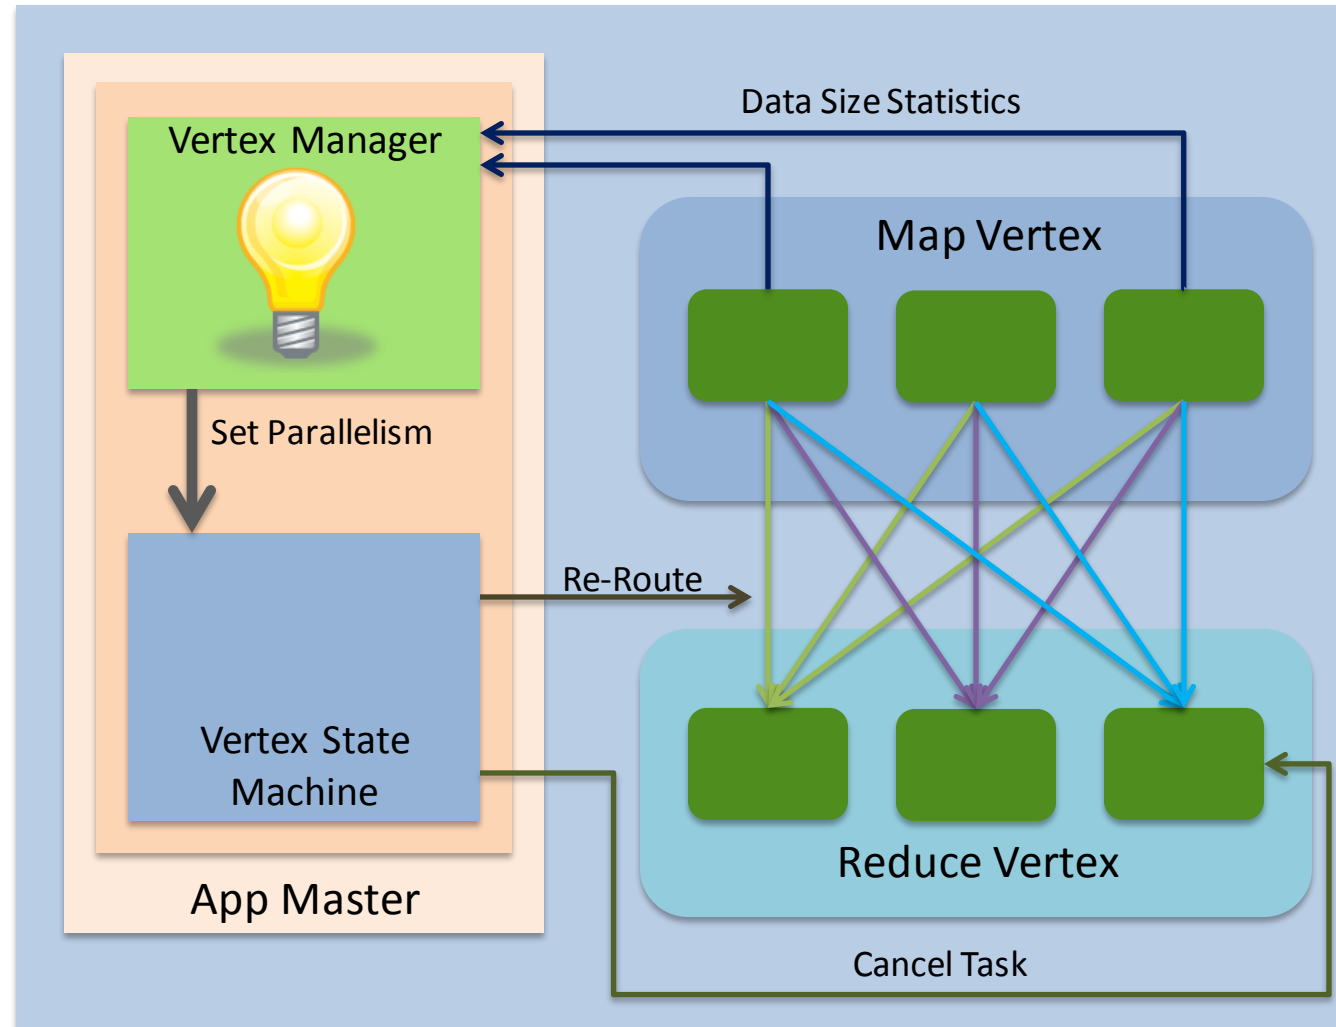 Data Size Statistics
Vertex Manager
Map Vertex
Set Parallelism
Re-Route
Vertex State
Machine
Reduce Vertex
App Master
Cancel Task